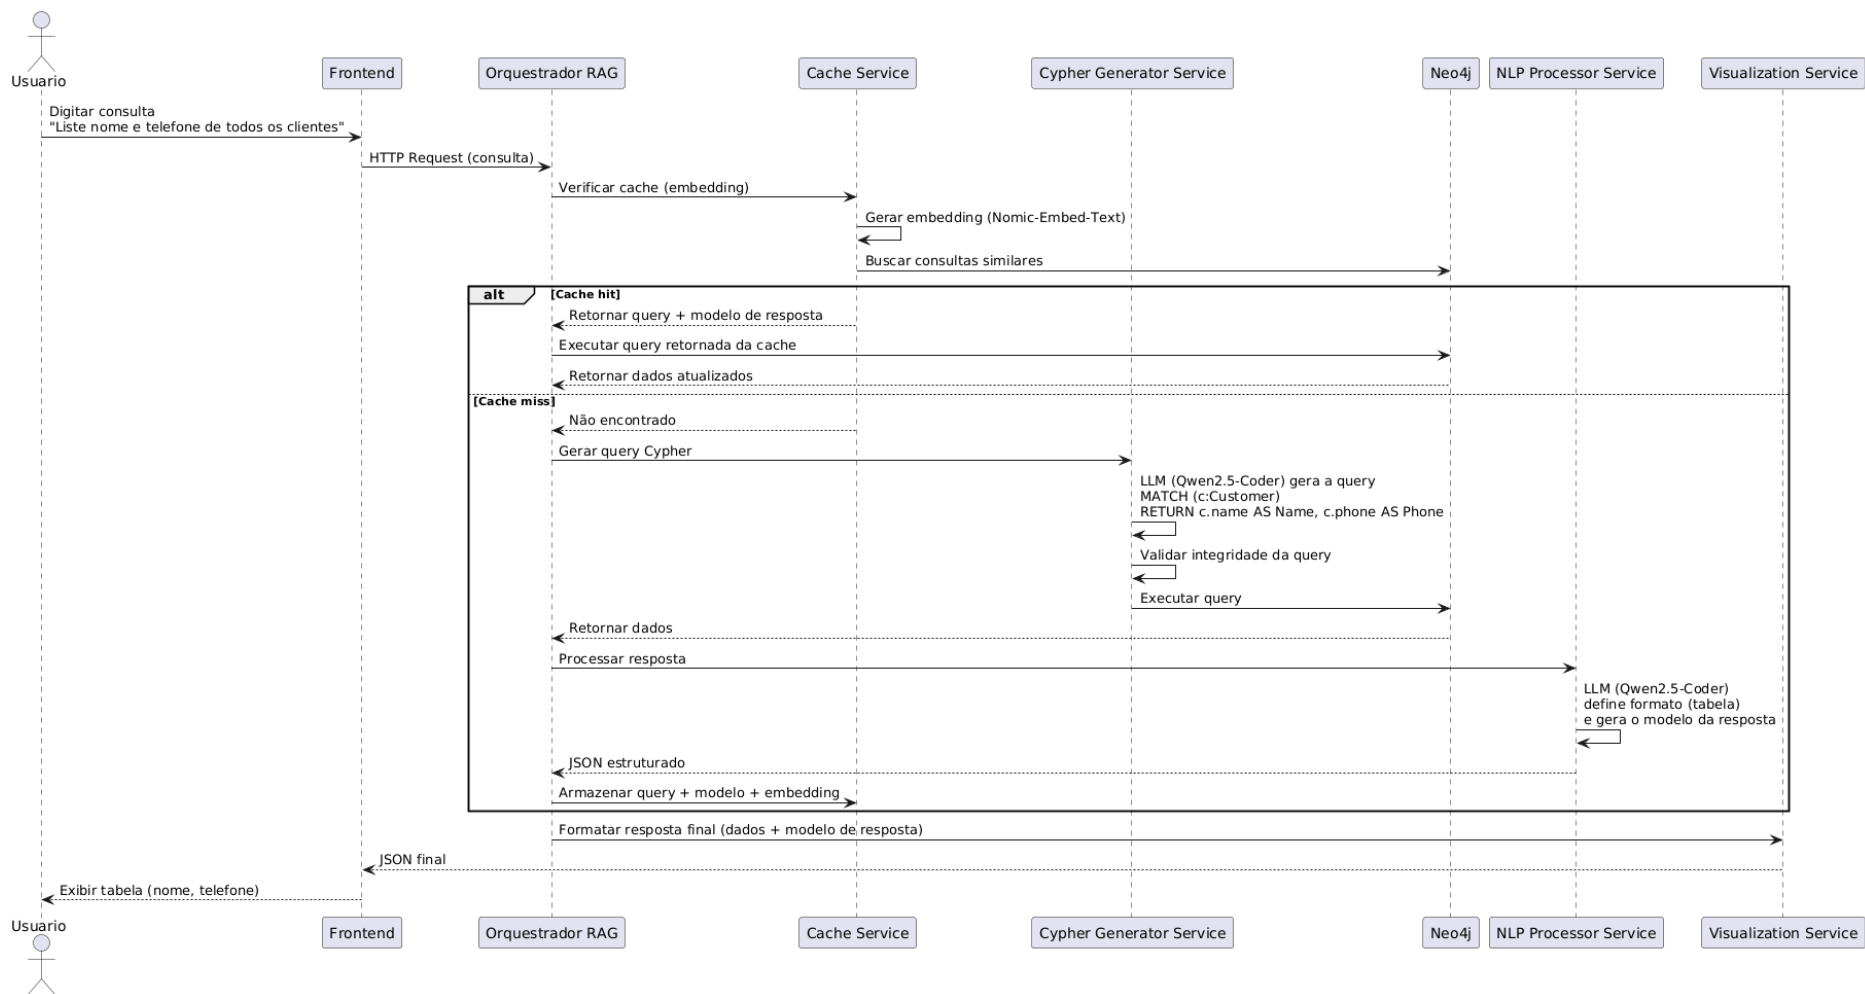 Usuario
Frontend
Orquestrador RAG
Cache Service
Cypher Generator Service
Neo4j
NLP Processor Service
Visualization Service
Digitar consulta
"Liste nome e telefone de todos os clientes"
HTTP Request (consulta)
Verificar cache (embedding)
Gerar embedding (Nomic-Embed-Text)
Buscar consultas similares
alt
[Cache hit]
Retornar query + modelo de resposta
Executar query retornada da cache
Retornar dados atualizados
[Cache miss]
Não encontrado
Gerar query Cypher
LLM (Qwen2.5-Coder) gera a query
MATCH (c:Customer)
RETURN c.name AS Name, c.phone AS Phone
Validar integridade da query
Executar query
Retornar dados
Processar resposta
LLM (Qwen2.5-Coder)
define formato (tabela)
e gera o modelo da resposta
JSON estruturado
Armazenar query + modelo + embedding
Formatar resposta final (dados + modelo de resposta)
JSON final
Exibir tabela (nome, telefone)
Usuario
Frontend
Orquestrador RAG
Cache Service
Cypher Generator Service
Neo4j
NLP Processor Service
Visualization Service